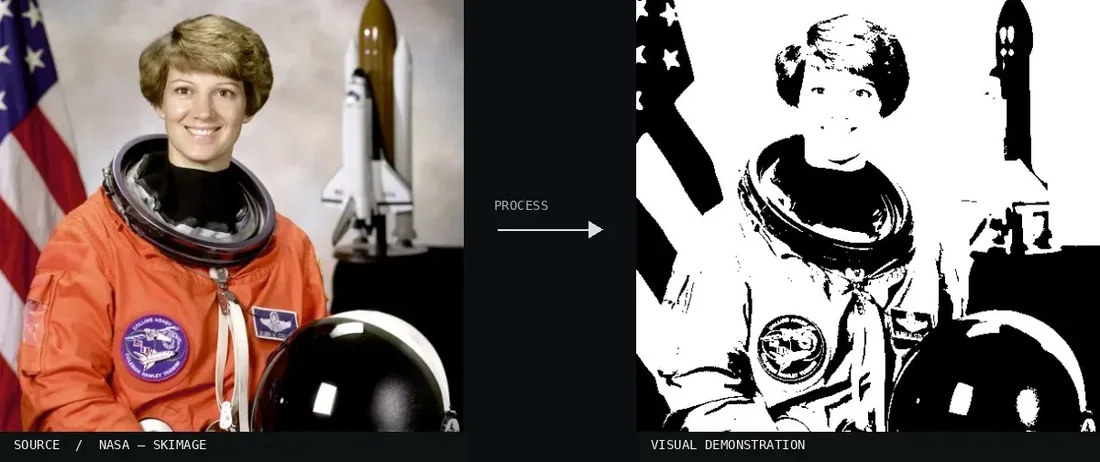 PROCESS
SOURCE / NASA — SKIMAGE
VISUAL DEMONSTRATION